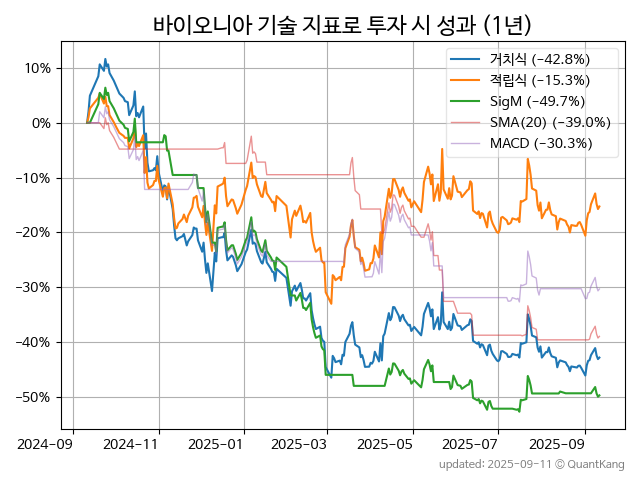 바이오니아 기술 지표로 투자 시 성과 (1년)
거치식 (−42.8%)
적립식 (−15.3%)
SigM (−49.7%)
SMA(20) (−39.0%)
MACD (−30.3%)
10%
0%
−10%
−20%
−30%
−40%
−50%
2024-09
2024-11
2025-01
2025-03
2025-05
2025-07
2025-09
updated: 2025-09-11 © QuantKang